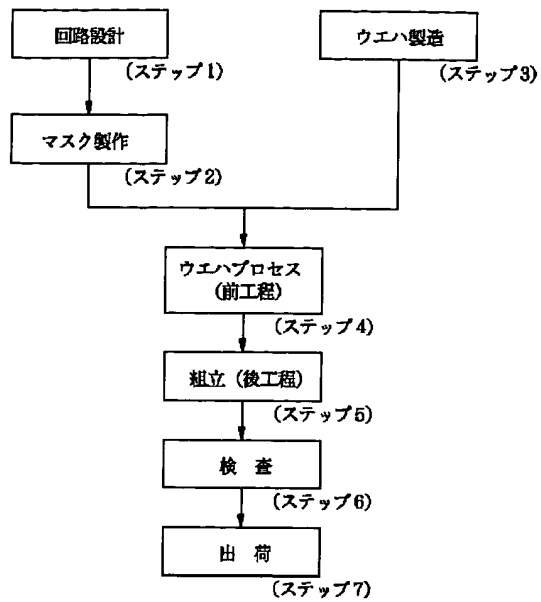 回路設計
(ステップ1)
ウエハ製造
(ステップ3)
マスク製作
(ステップ2)
ウエハプロセス
(前工程)
(ステップ4)
組立(後工程)
(ステップ5)
検 査
(ステップ6)
出 荷
(ステップ7)